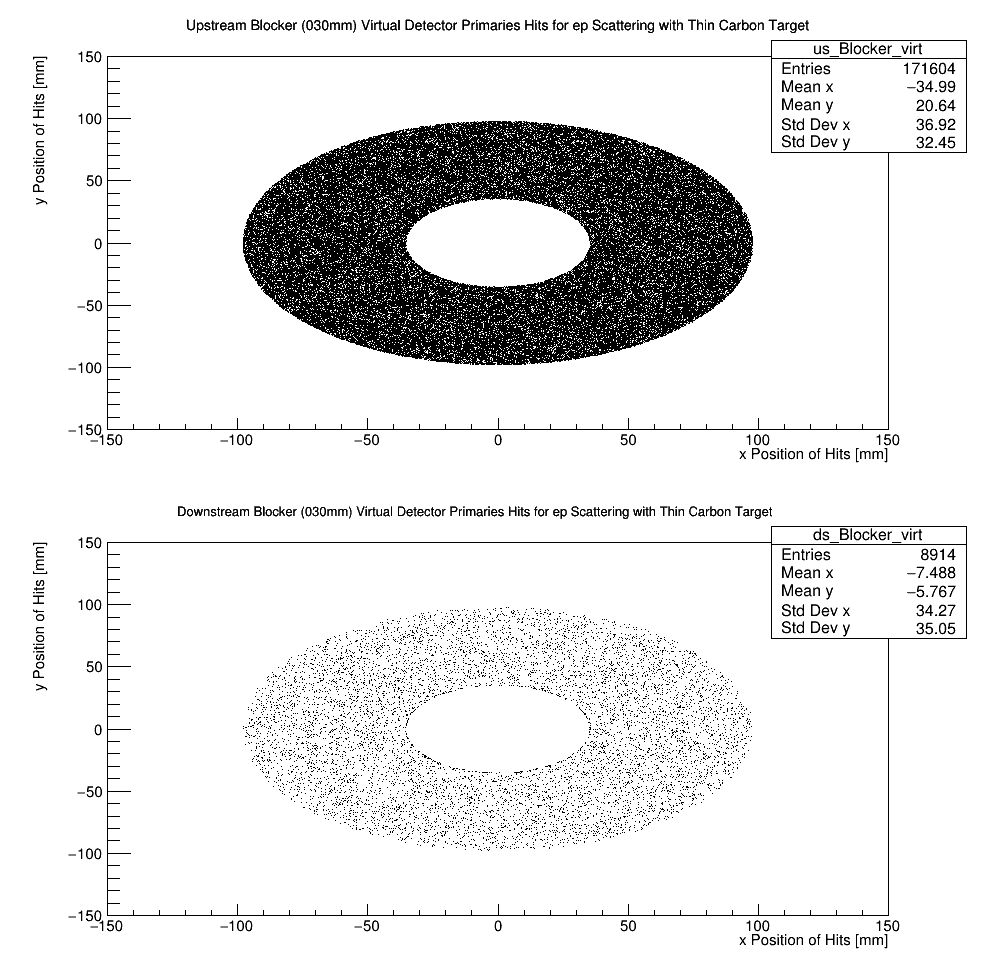 Upstream Blocker (030mm) Virtual Detector Primaries Hits for ep Scattering with Thin Carbon Target
us_Blocker_virt
Entries 171604
Mean x −34.99
Mean y 20.64
Std Dev x 36.92
Std Dev y 32.45
y Position of Hits [mm]
150
100
50
0
−50
−100
−150
−150 −100 −50 0 50 100 150
x Position of Hits [mm]
Downstream Blocker (030mm) Virtual Detector Primaries Hits for ep Scattering with Thin Carbon Target
ds_Blocker_virt
Entries 8914
Mean x −7.488
Mean y −5.767
Std Dev x 34.27
Std Dev y 35.05
y Position of Hits [mm]
150
100
50
0
−50
−100
−150
−150 −100 −50 0 50 100 150
x Position of Hits [mm]